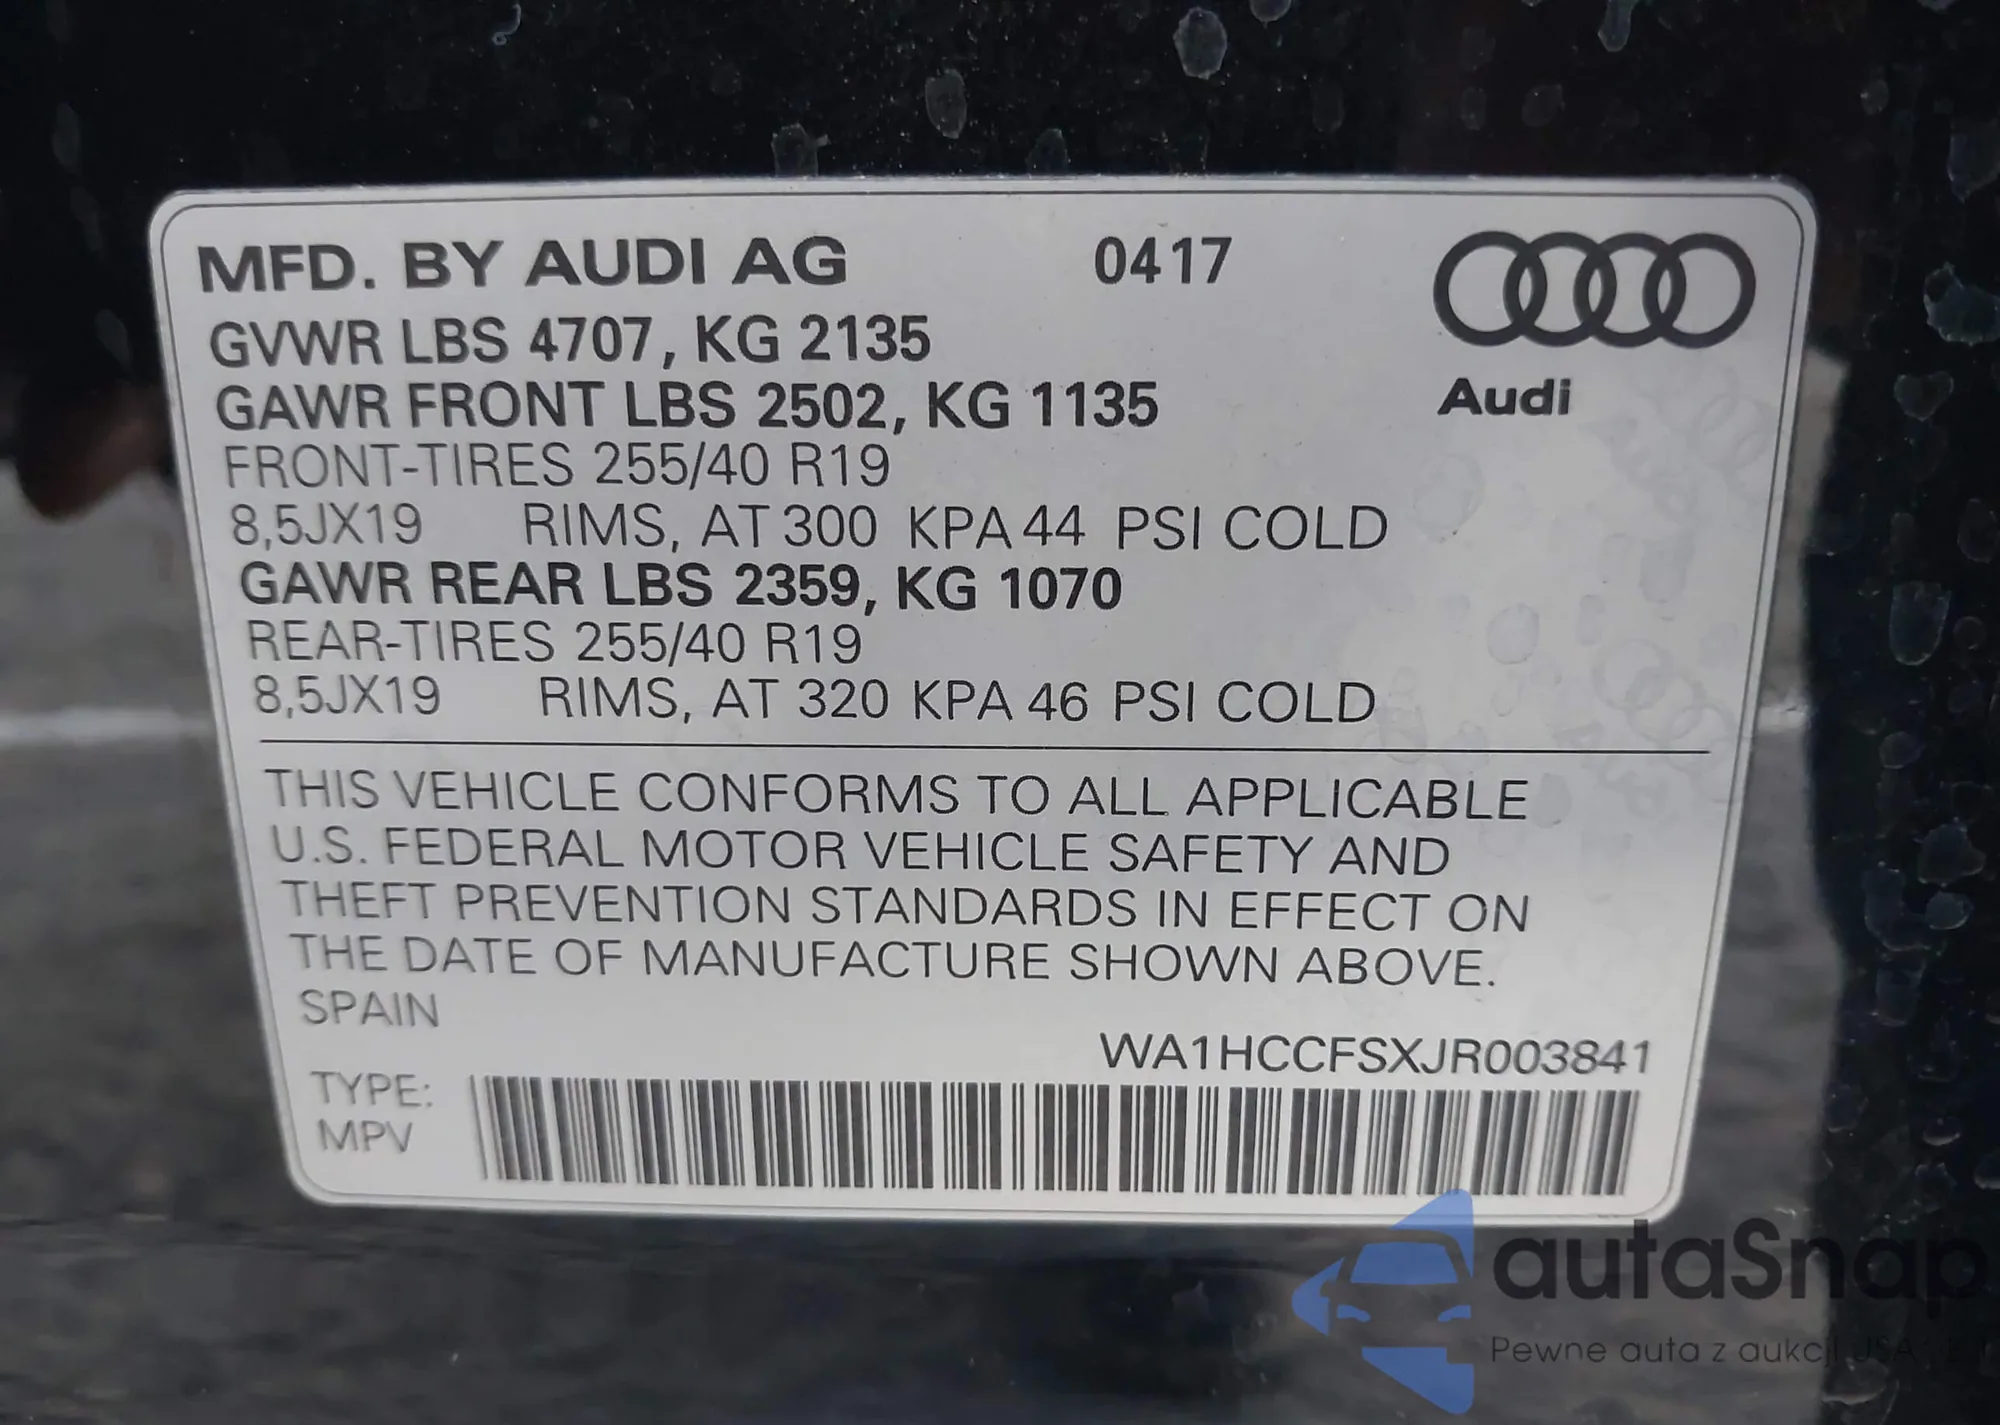 MFD. BY AUDI AG 0417
GVWR LBS 4707, KG 2135
Audi
GAWR FRONT LBS 2502, KG 1135
FRONT-TIRES 255/40 R19
8,5JX19 RIMS, AT 300 KPA 44 PSI COLD
GAWR REAR LBS 2359, KG 1070
REAR-TIRES 255/40 R19
8,5JX19 RIMS, AT 320 KPA 46 PSI COLD
THIS VEHICLE CONFORMS TO ALL APPLICABLE
U.S. FEDERAL MOTOR VEHICLE SAFETY AND
THEFT PREVENTION STANDARDS IN EFFECT ON
THE DATE OF MANUFACTURE SHOWN ABOVE.
SPAIN
WA1HCCFSXJR003841
TYPE:
MPV
autaSnap
Pewne auta z aukcji USA